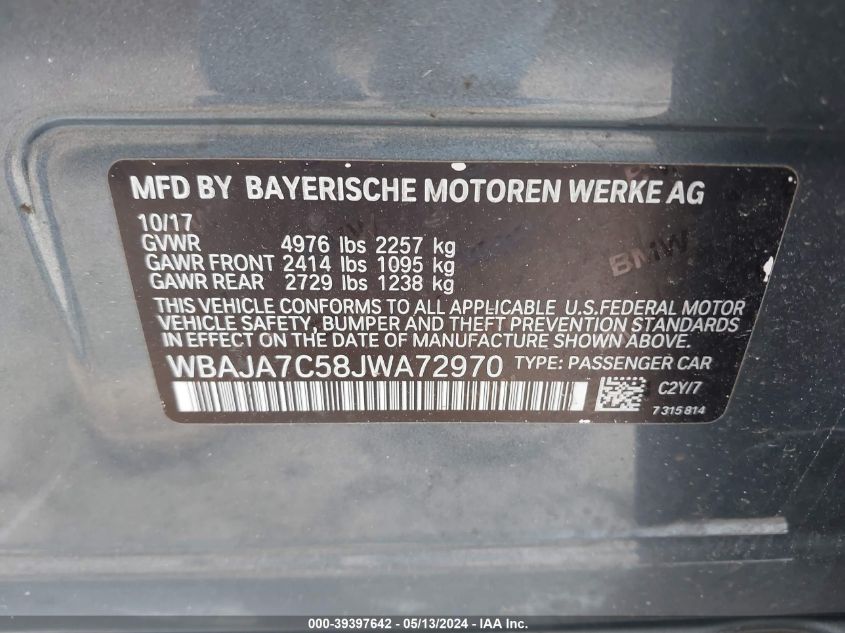 MFD BY BAYERISCHE MOTOREN WERKE AG
10/17
GVWR 4976 lbs 2257 kg
GAWR FRONT 2414 lbs 1095 kg
GAWR REAR 2729 lbs 1238 kg
BMW
THIS VEHICLE CONFORMS TO ALL APPLICABLE U.S.FEDERAL MOTOR
VEHICLE SAFETY, BUMPER AND THEFT PREVENTION STANDARDS
IN EFFECT ON THE DATE OF MANUFACTURE SHOWN ABOVE.
WBAJA7C58JWA72970 TYPE: PASSENGER CAR
C2Y/7
7 315 814
000-39397642 - 05/13/2024 - IAA Inc.